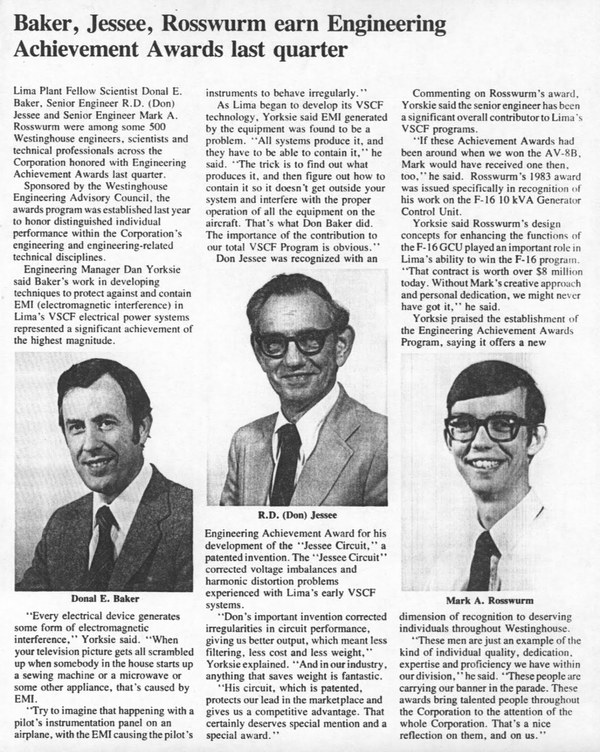 Baker, Jessee, Rosswurm earn Engineering
Achievement Awards last quarter
Lima Plant Fellow Scientist Donal E.
Baker, Senior Engineer R.D. (Don)
Jessee and Senior Engineer Mark A.
Rosswurm were among some 500
Westinghouse engineers, scientists and
technical professionals across the
Corporation honored with Engineering
Achievement Awards last quarter.
Sponsored by the Westinghouse
Engineering Advisory Council, the
awards program was established last year
to honor distinguished individual
performance within the Corporation's
engineering and engineering-related
technical disciplines.
Engineering Manager Dan Yorksie
said Baker's work in developing
techniques to protect against and contain
EMI (electromagnetic interference) in
Lima's VSCF electrical power systems
represented a significant achievement of
the highest magnitude.
Donal E. Baker
"Every electrical device generates
some form of electromagnetic
interference," Yorksie said. "When
your television picture gets all scrambled
up when somebody in the house starts up
a sewing machine or a microwave or
some other appliance, that's caused by
EMI.
"Try to imagine that happening with a
pilot's instrumentation panel on an
airplane, with the EMI causing the pilot's
instruments to behave irregularly."
As Lima began to develop its VSCF
technology, Yorksie said EMI generated
by the equipment was found to be a
problem. "All systems produce it, and
they have to be able to contain it," he
said. "The trick is to find out what
produces it, and then figure out how to
contain it so it doesn't get outside your
system and interfere with the proper
operation of all the equipment on the
aircraft. That's what Don Baker did.
The importance of the contribution to
our total VSCF Program is obvious."
Don Jessee was recognized with an
R.D. (Don) Jessee
Engineering Achievement Award for his
development of the "Jessee Circuit," a
patented invention. The "Jessee Circuit"
corrected voltage imbalances and
harmonic distortion problems
experienced with Lima's early VSCF
systems.
"Don's important invention corrected
irregularities in circuit performance,
giving us better output, which meant less
filtering, less cost and less weight,"
Yorksie explained. "And in our industry,
anything that saves weight is fantastic.
"His circuit, which is patented,
protects our lead in the marketplace and
gives us a competitive advantage. That
certainly deserves special mention and a
special award."
Commenting on Rosswurm's award,
Yorskie said the senior engineer has been
a significant overall contributor to Lima's
VSCF programs.
"If these Achievement Awards had
been around when we won the AV-8B,
Mark would have received one then,
too," he said. Rosswurm's 1983 award
was issued specifically in recognition of
his work on the F-16 10 kVA Generator
Control Unit.
Yorksie said Rosswurm's design
concepts for enhancing the functions of
the F-16 GCU played an important role in
Lima's ability to win the F-16 program.
"That contract is worth over $8 million
today. Without Mark's creative approach
and personal dedication, we might never
have got it," he said.
Yorksie praised the establishment of
the Engineering Achievement Awards
Program, saying it offers a new
Mark A. Rosswurm
dimension of recognition to deserving
individuals throughout Westinghouse.
"These men are just an example of the
kind of individual quality, dedication,
expertise and proficiency we have within
our division," he said. "These people are
carrying our banner in the parade. These
awards bring talented people throughout
the Corporation to the attention of the
whole Corporation. That's a nice
reflection on them, and on us."